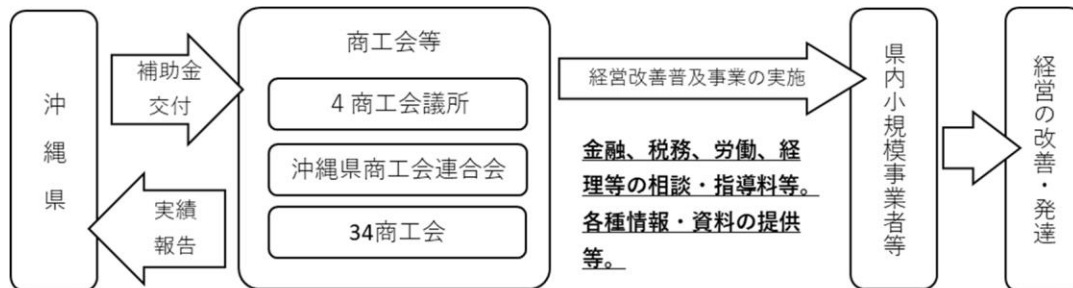 沖縄県
補助金
交付
実績
報告
商工会等
4 商工会議所
沖縄県商工会連合会
34商工会
経営改善普及事業の実施
金融、税務、労働、経
理等の相談・指導料等。
各種情報・資料の提供
等。
県内小規模事業者等
経営の改善・発達